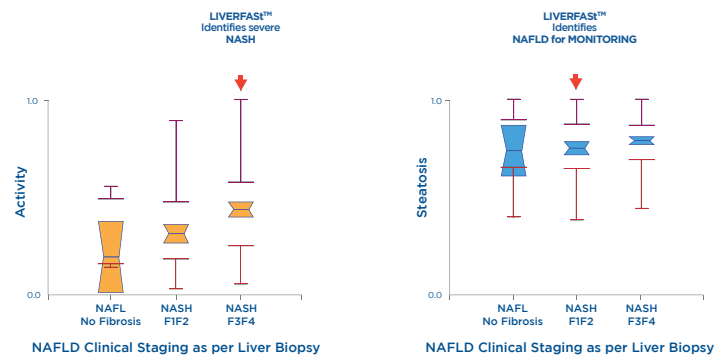 LIVERFASt™
Identifies severe
NASH
1.0
0.0
Activity
NAFL
No Fibrosis
NASH
F1F2
NASH
F3F4
NAFLD Clinical Staging as per Liver Biopsy
LIVERFASt™
Identifies
NAFLD for MONITORING
1.0
0.0
Steatosis
NAFL
No Fibrosis
NASH
F1F2
NASH
F3F4
NAFLD Clinical Staging as per Liver Biopsy